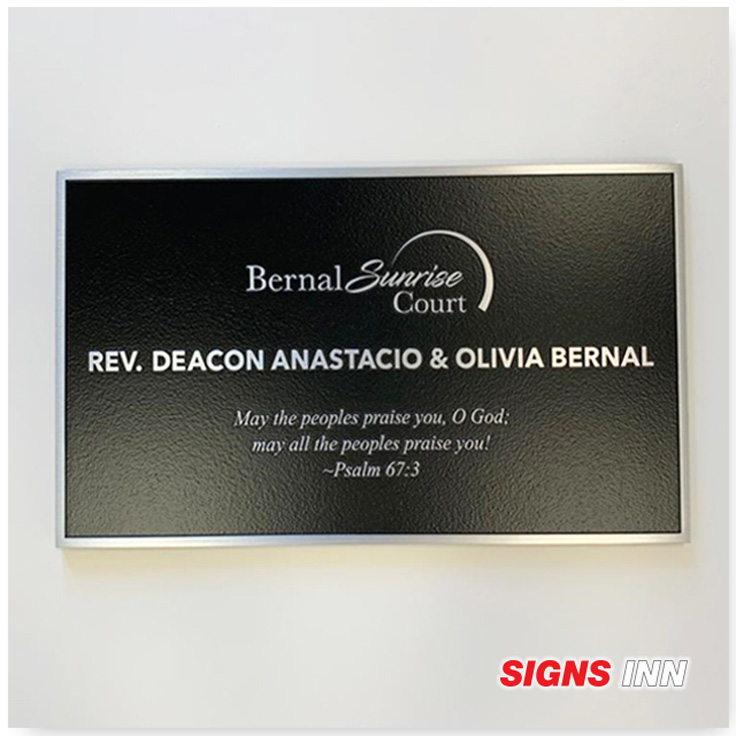 Bernal Sunrise
Court
REV. DEACON ANASTACIO & OLIVIA BERNAL
May the peoples praise you, O God;
may all the peoples praise you!
~Psalm 67:3
SIGNS INN